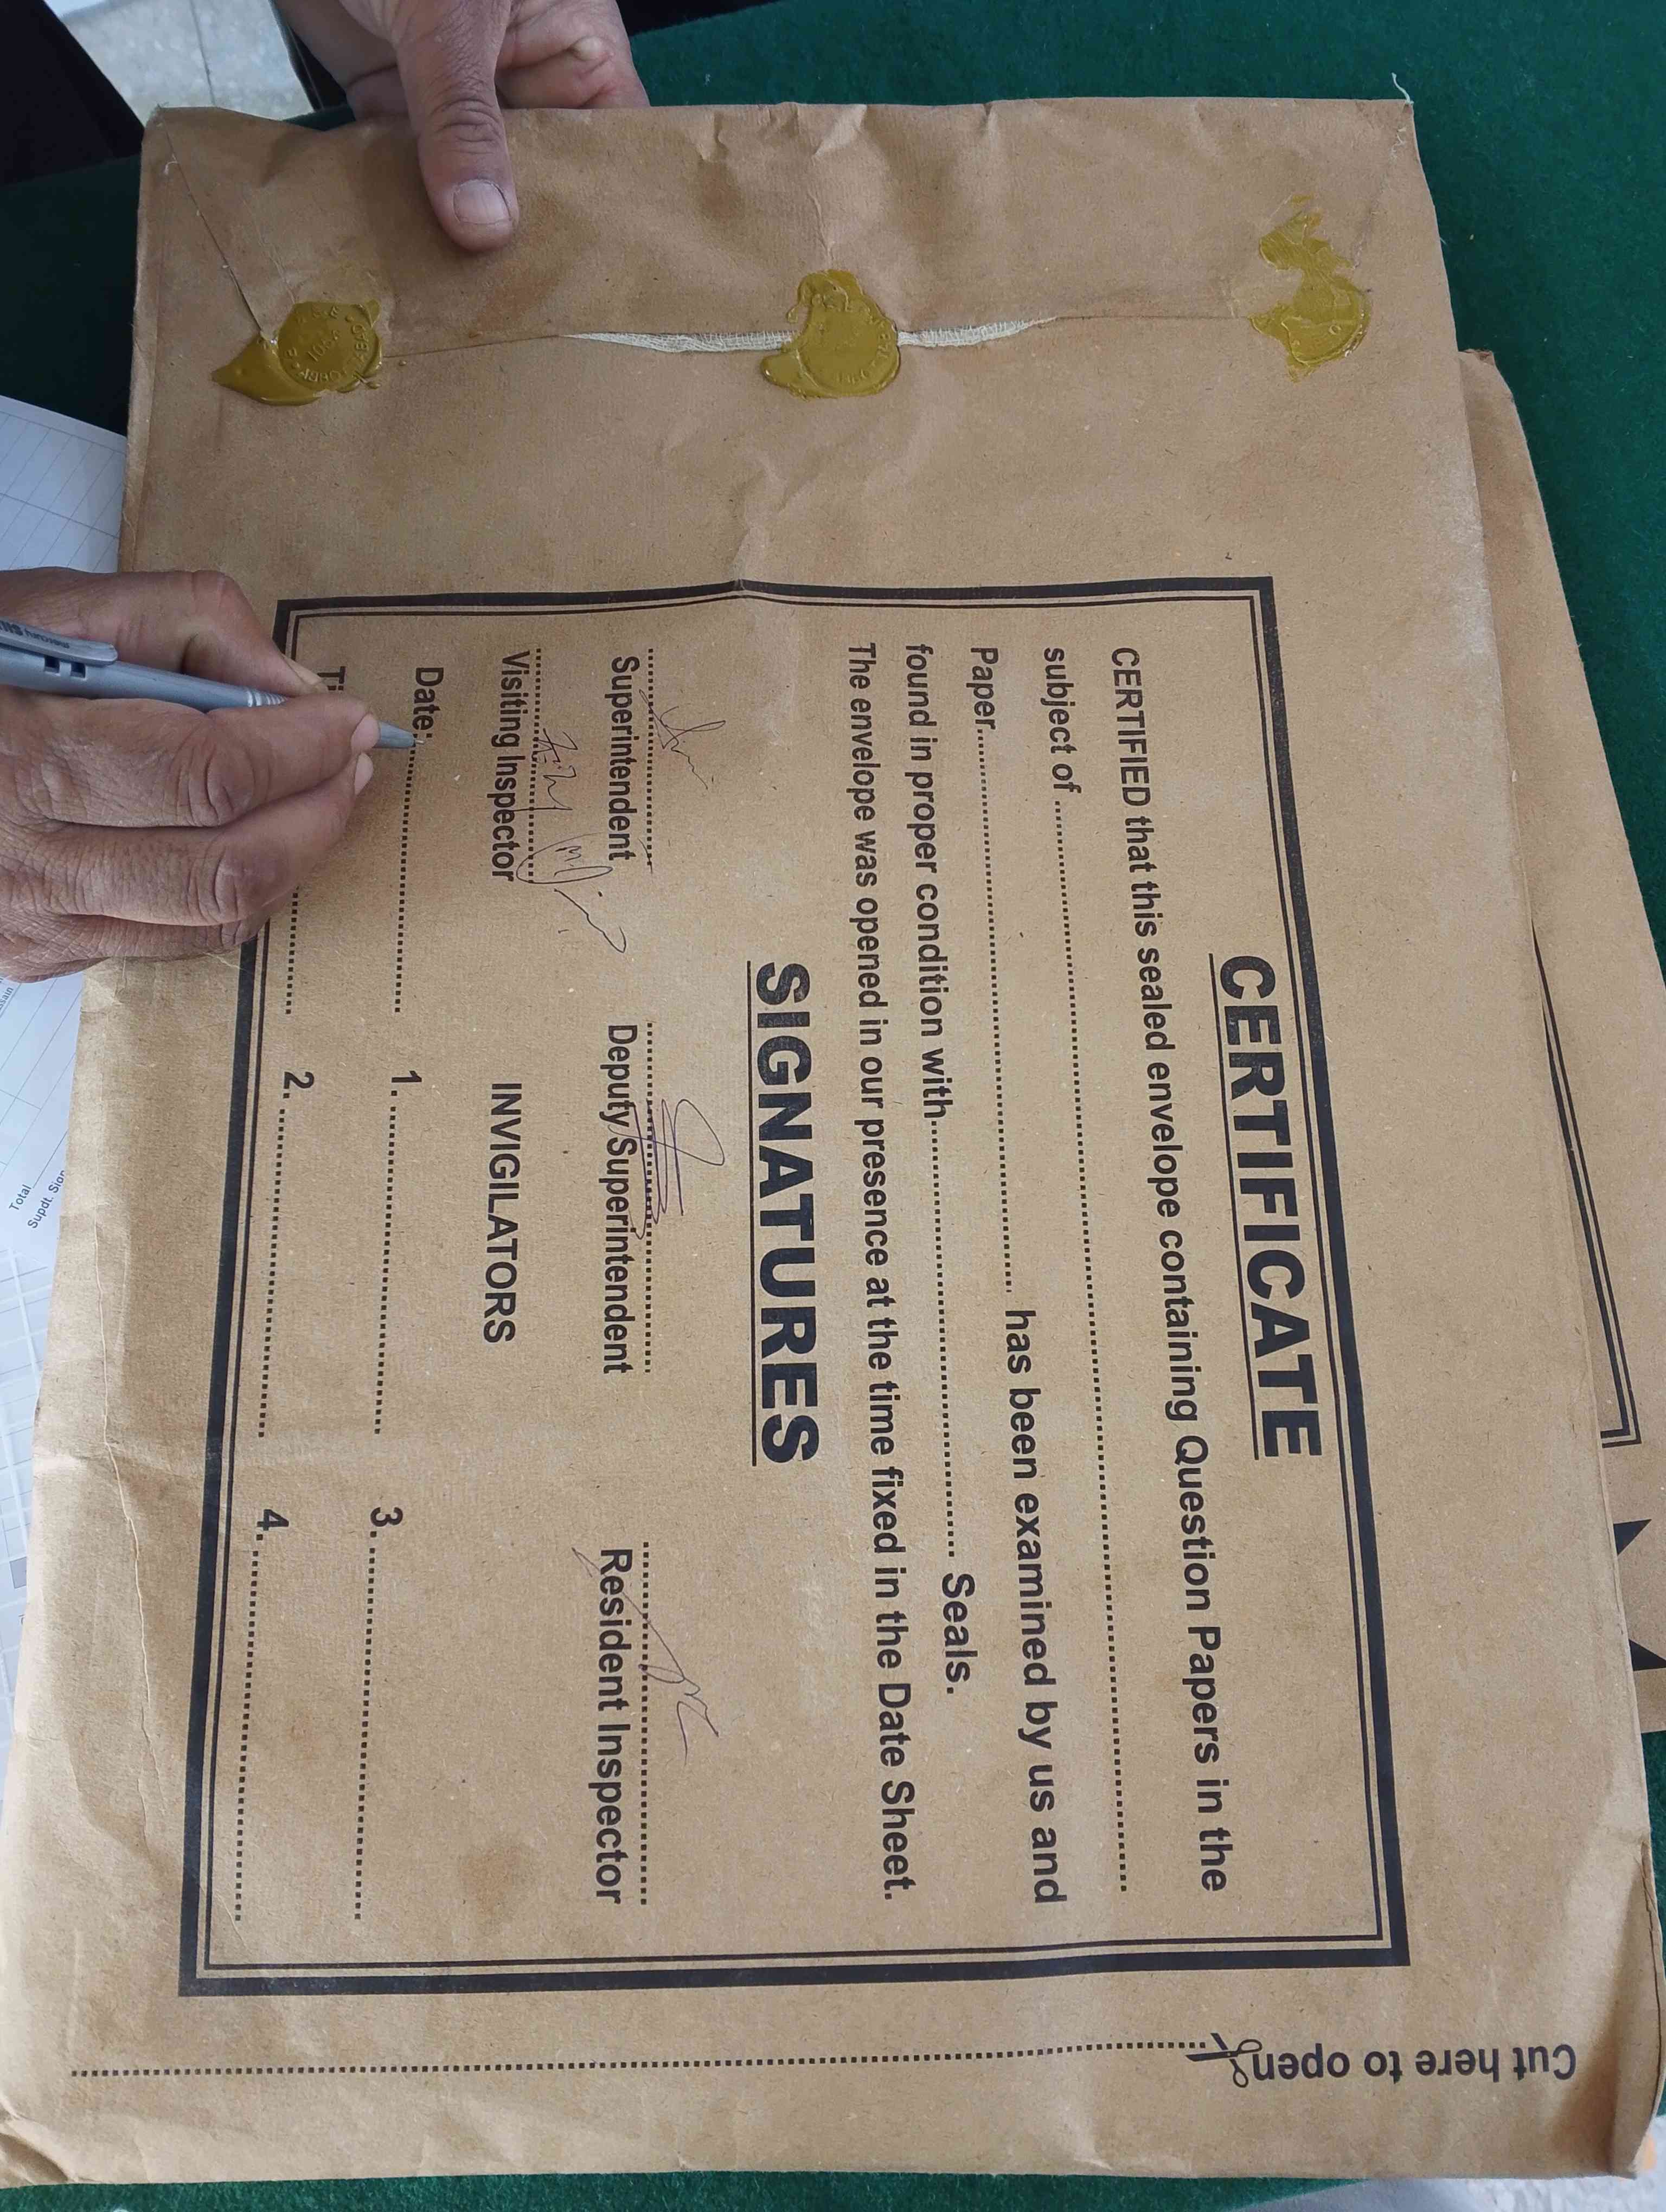 CERTIFICATE
CERTIFIED that this sealed envelope containing Question Papers in the
subject of ........................................................
Paper........................................ has been examined by us and
found in proper condition with........................................ Seals.
The envelope was opened in our presence at the time fixed in the Date Sheet.
SIGNATURES
Superintendent Deputy Superintendent Resident Inspector
Visiting Inspector INVIGILATORS
Date:.............................. 1. .............................. 3. ..............................
2. .............................. 4. ..............................
Cut here to open
Total
Supdt.